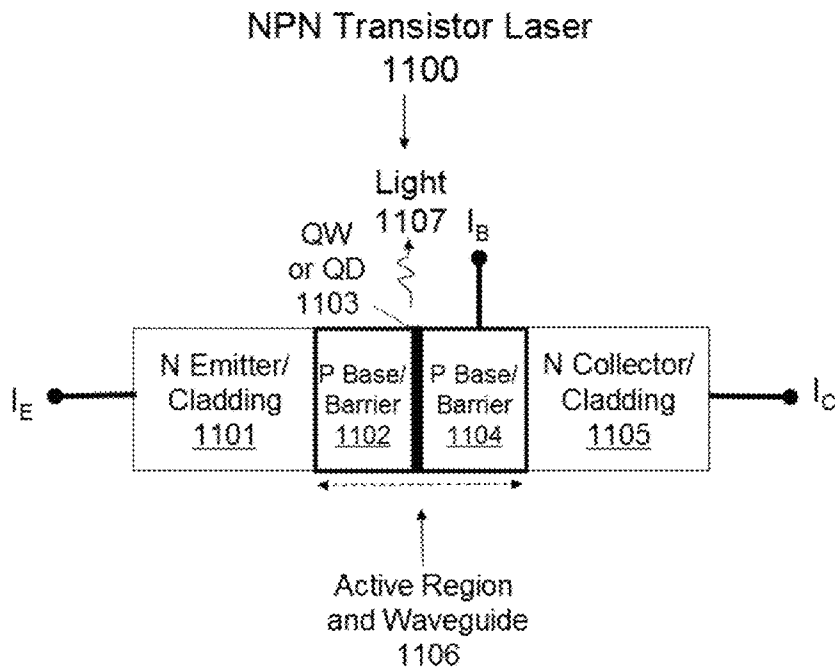 NPN Transistor Laser
1100
Light
1107
I_B
QW
or QD
1103
N Emitter/
Cladding
1101
P Base/
Barrier
1102
P Base/
Barrier
1104
N Collector/
Cladding
1105
I_E
I_C
Active Region
and Waveguide
1106